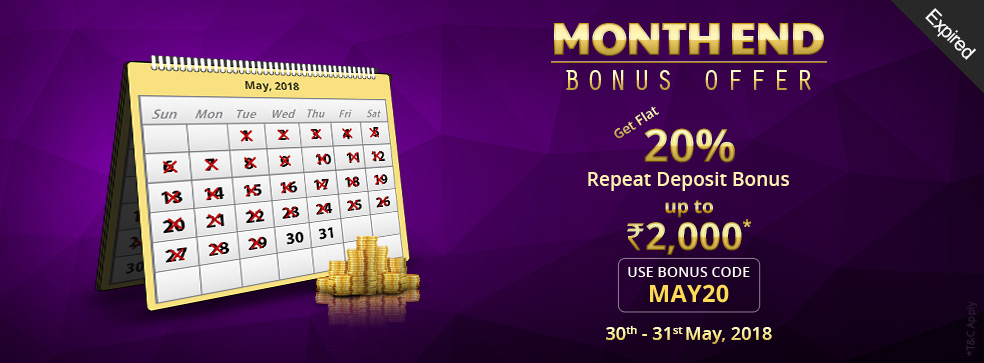 Expired
MONTH END
BONUS OFFER
Get Flat
20%
Repeat Deposit Bonus
up to
₹2,000*
USE BONUS CODE
MAY20
30th - 31st May, 2018
*T&C Apply
May, 2018
Sun Mon Tue Wed Thu Fri Sat
1 2 3 4 5
6 7 8 9 10 11 12
13 14 15 16 17 18 19
20 21 22 23 24 25 26
27 28 29 30 31
30